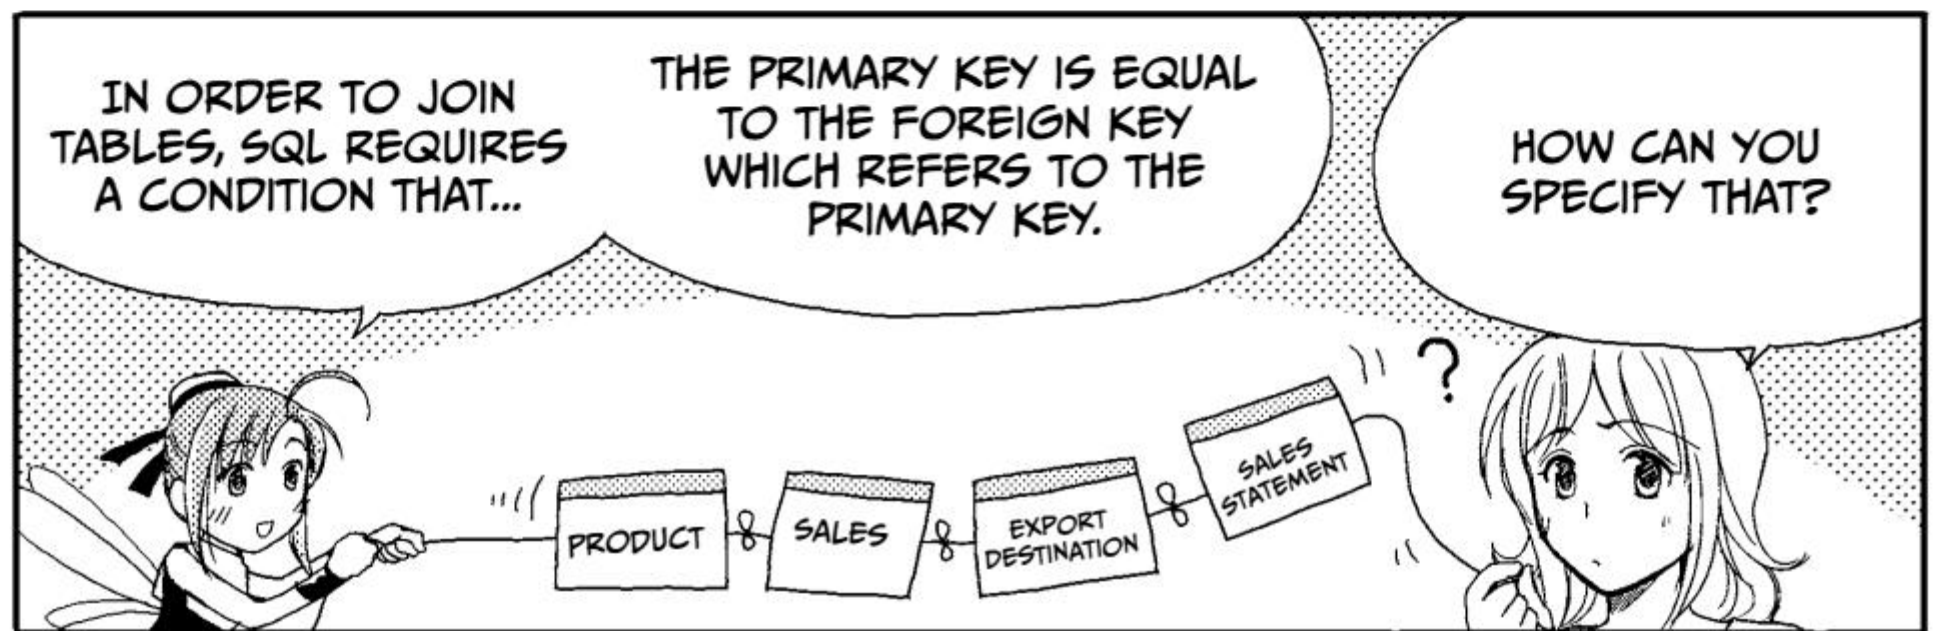 IN ORDER TO JOIN
TABLES, SQL REQUIRES
A CONDITION THAT...
THE PRIMARY KEY IS EQUAL
TO THE FOREIGN KEY
WHICH REFERS TO THE
PRIMARY KEY.
HOW CAN YOU
SPECIFY THAT?
?
PRODUCT
SALES
EXPORT
DESTINATION
SALES
STATEMENT